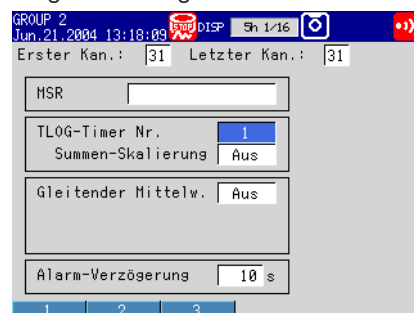 GROUP 2
Jun.21.2004 13:18:09 STOP DISP 5h 1/16
Erster Kan.: 31 Letzter Kan.: 31
MSR
TLOG-Timer Nr. 1
Summen-Skalierung Aus
Gleitender Mittelw. Aus
Alarm-Verzögerung 10 s
1 2 3